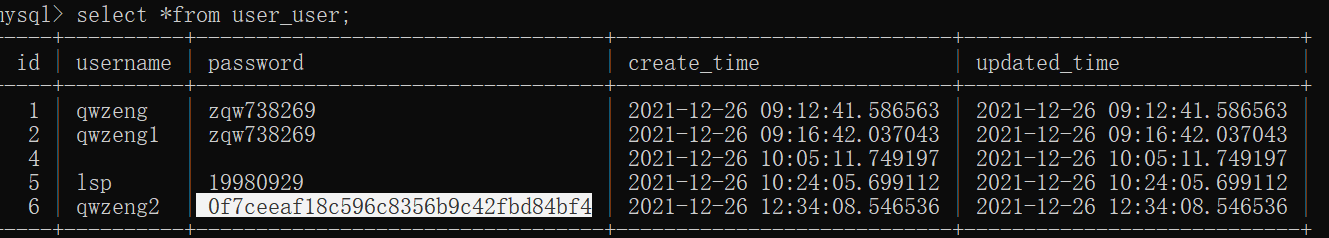 mysql> select *from user_user;
id | username | password | create_time | updated_time |
1 | qwzeng | zqw738269 | 2021-12-26 09:12:41.586563 | 2021-12-26 09:12:41.586563 |
2 | qwzeng1 | zqw738269 | 2021-12-26 09:16:42.037043 | 2021-12-26 09:16:42.037043 |
4 | | | 2021-12-26 10:05:11.749197 | 2021-12-26 10:05:11.749197 |
5 | lsp | 19980929 | 2021-12-26 10:24:05.699112 | 2021-12-26 10:24:05.699112 |
6 | qwzeng2 | 0f7ceeaf18c596c8356b9c42fbd84bf4 | 2021-12-26 12:34:08.546536 | 2021-12-26 12:34:08.546536 |